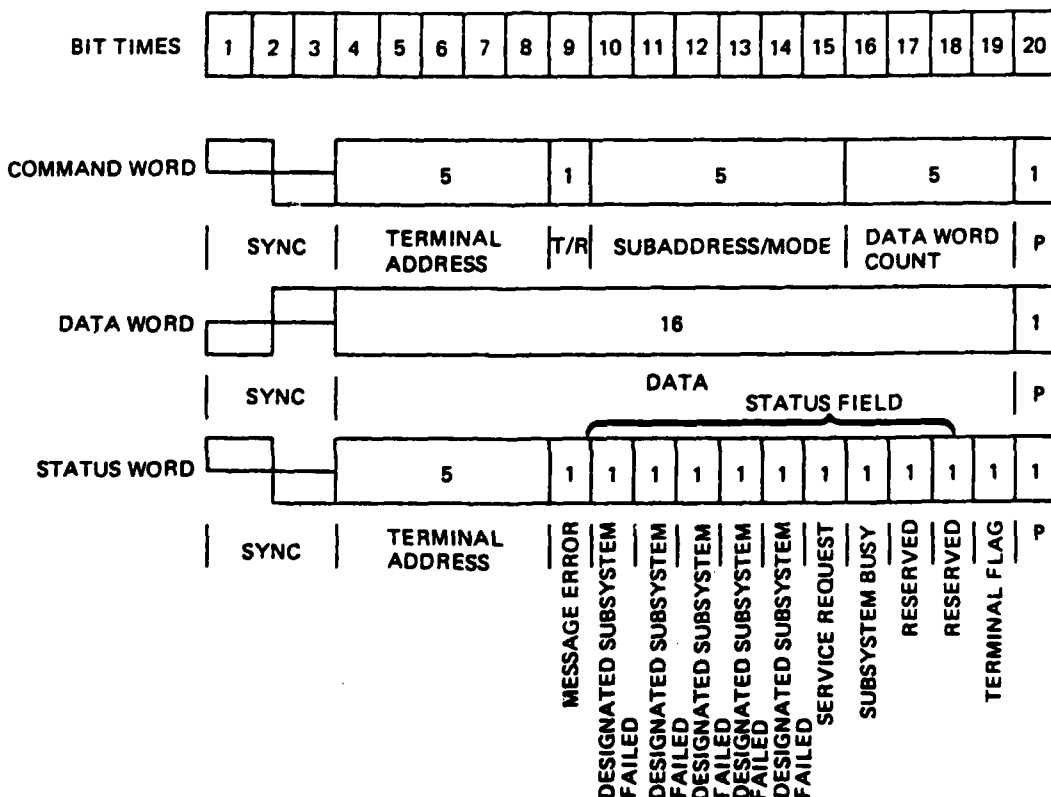 BIT TIMES 1 2 3 4 5 6 7 8 9 10 11 12 13 14 15 16 17 18 19 20
COMMAND WORD 5 1 5 5 1
SYNC TERMINAL ADDRESS T/R SUBADDRESS/MODE DATA WORD COUNT P
DATA WORD 16 1
SYNC DATA P
STATUS FIELD
STATUS WORD 5 1 1 1 1 1 1 1 1 1 1 1 1
SYNC TERMINAL ADDRESS P
MESSAGE ERROR
DESIGNATED SUBSYSTEM FAILED
DESIGNATED SUBSYSTEM FAILED
DESIGNATED SUBSYSTEM FAILED
DESIGNATED SUBSYSTEM FAILED
DESIGNATED SUBSYSTEM FAILED
SERVICE REQUEST
SUBSYSTEM BUSY
RESERVED
RESERVED
TERMINAL FLAG